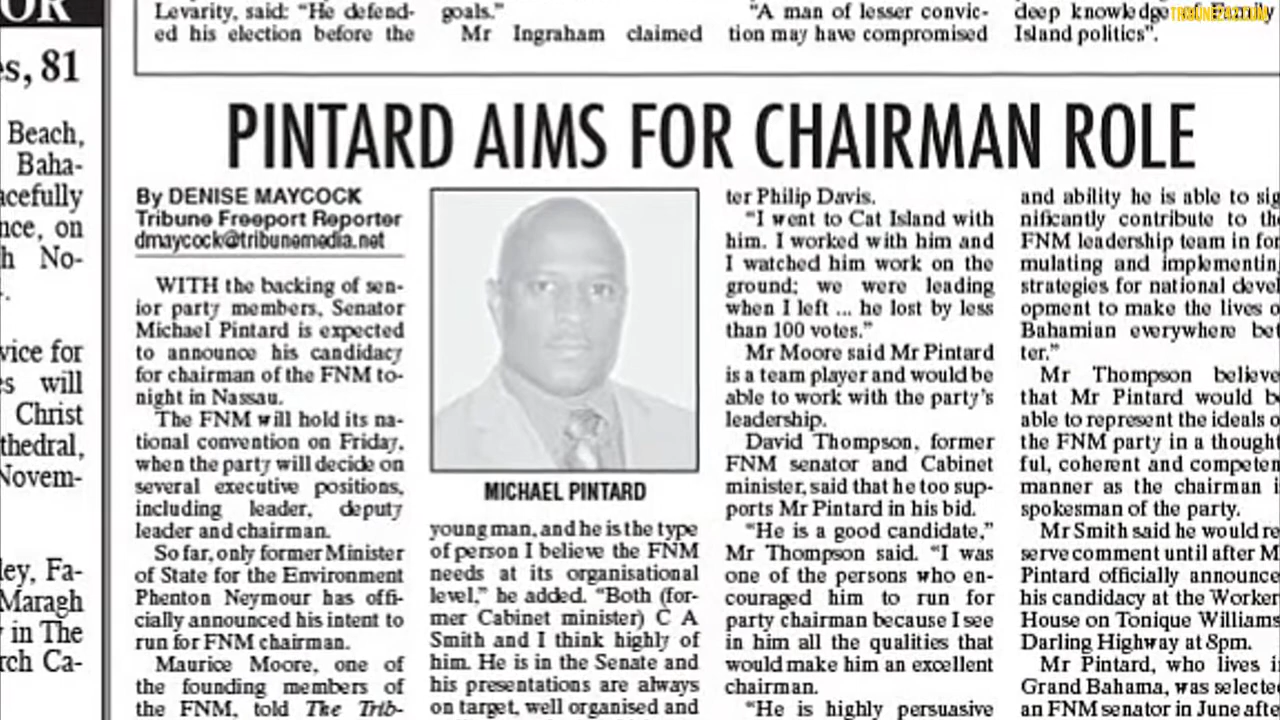 OR
es, 81
Beach,
Baha-
acefully
nce, on
h No-
vice for
es will
Christ
thedral,
Novem-
ley, Fa-
Maragh
in The
rch Ca-
Levarity, said: “He defend-
ed his election before the
goals.”
Mr Ingraham claimed
“A man of lesser convic-
tion may have compromised
deep knowledge
Island politics”.
TRIBUNE242.COM
PINTARD AIMS FOR CHAIRMAN ROLE
By DENISE MAYCOCK
Tribune Freeport Reporter
dmaycock@tribunemedia.net
WITH the backing of sen-
ior party members, Senator
Michael Pintard is expected
to announce his candidacy
for chairman of the FNM to-
night in Nassau.
The FNM will hold its na-
tional convention on Friday,
when the party will decide on
several executive positions,
including leader, deputy
leader and chairman.
So far, only former Minister
of State for the Environment
Phenton Neymour has offi-
cially announced his intent to
run for FNM chairman.
Maurice Moore, one of
the founding members of
the FNM, told The Trib-
MICHAEL PINTARD
young man, and he is the type
of person I believe the FNM
needs at its organisational
level,” he added. “Both (for-
mer Cabinet minister) C A
Smith and I think highly of
him. He is in the Senate and
his presentations are always
on target, well organised and
ter Philip Davis.
“I went to Cat Island with
him. I worked with him and
I watched him work on the
ground; we were leading
when I left ... he lost by less
than 100 votes.”
Mr Moore said Mr Pintard
is a team player and would be
able to work with the party’s
leadership.
David Thompson, former
FNM senator and Cabinet
minister, said that he too sup-
ports Mr Pintard in his bid.
“He is a good candidate,”
Mr Thompson said. “I was
one of the persons who en-
couraged him to run for
party chairman because I see
in him all the qualities that
would make him an excellent
chairman.
“He is highly persuasive
and ability he is able to sig
nificantly contribute to th
FNM leadership team in for
mulating and implementin
strategies for national devel
opment to make the lives o
Bahamian everywhere bet
ter.”
Mr Thompson believe
that Mr Pintard would b
able to represent the ideals o
the FNM party in a though
ful, coherent and competen
manner as the chairman i
spokesman of the party.
Mr Smith said he would re
serve comment until after M
Pintard officially announce
his candidacy at the Worker
House on Tonique Williams
Darling Highway at 8pm.
Mr Pintard, who lives i
Grand Bahama, was selecte
an FNM senator in June afte